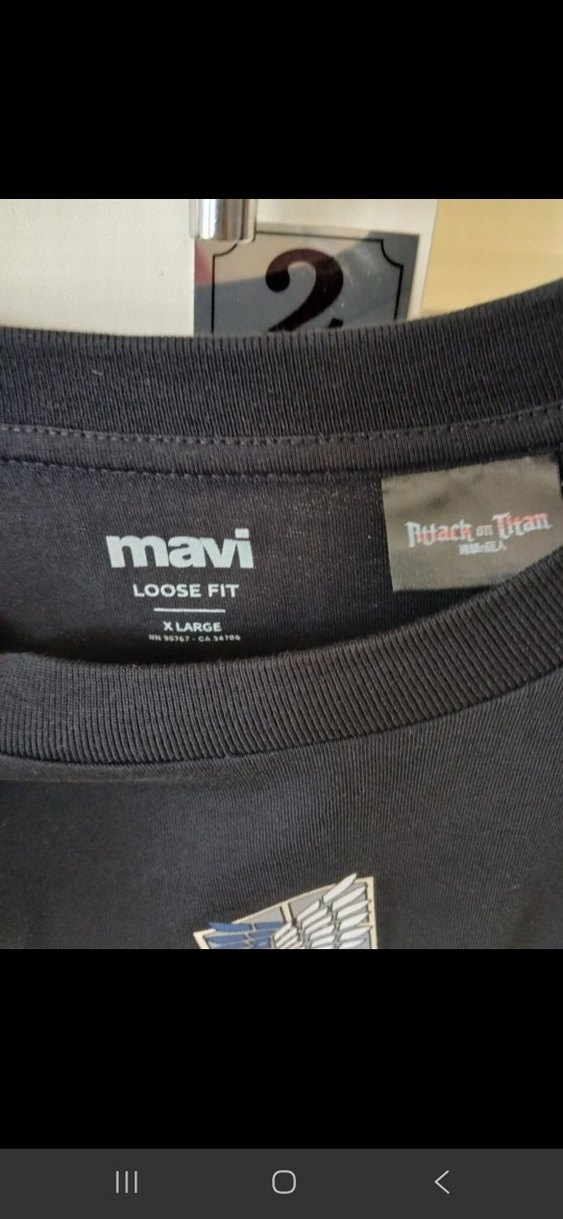 2
mavi
LOOSE FIT
X LARGE
RN 95767 - CA 34786
Attack on Titan
進撃の巨人